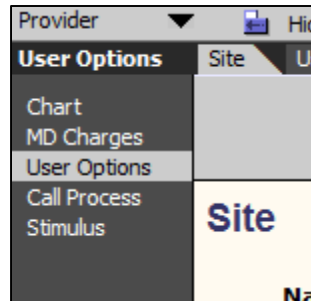 Provider
User Options
Site
Chart
MD Charges
User Options
Call Process
Stimulus
Site